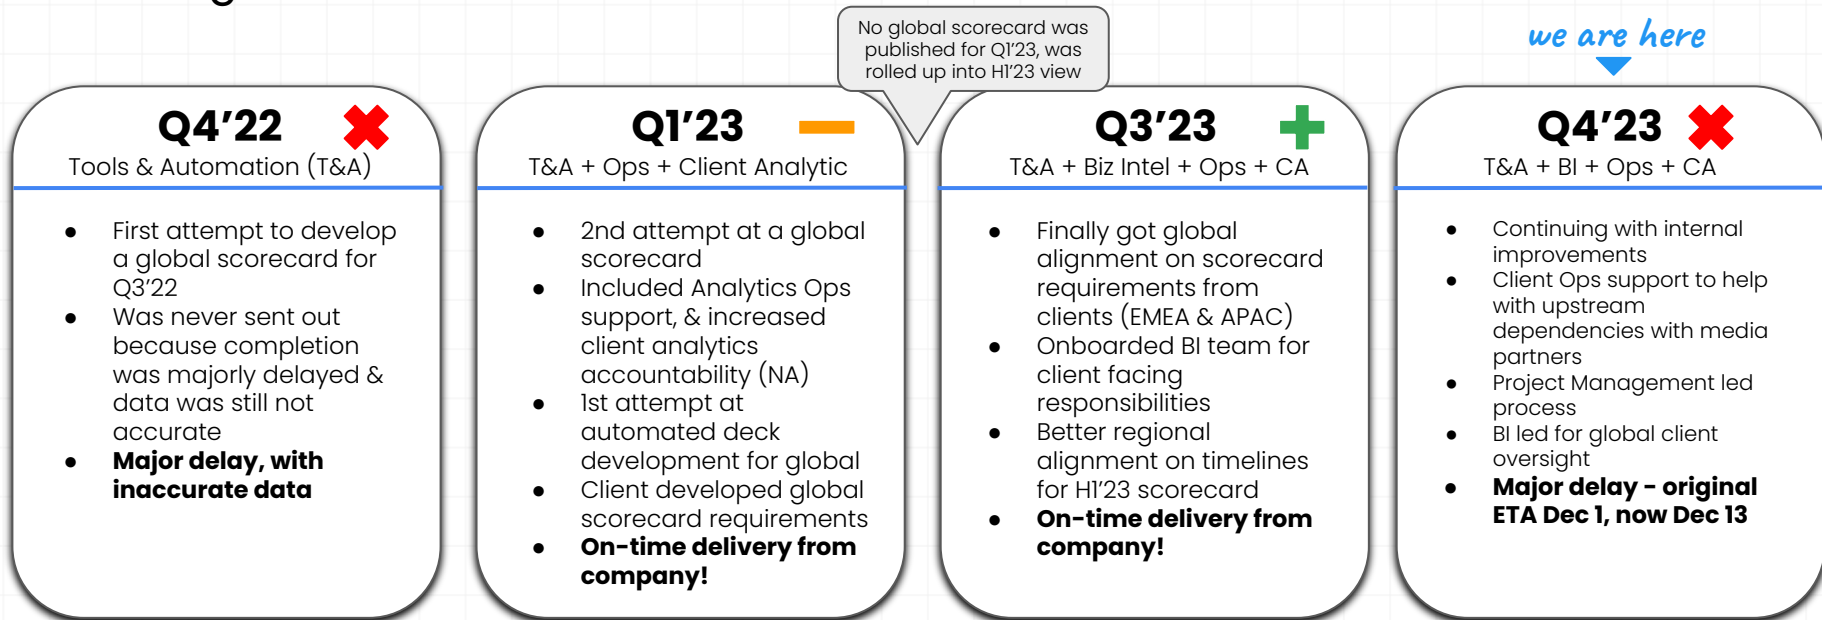 No global scorecard was
published for Q1'23, was
rolled up into H1'23 view
we are here
Q4'22
Tools & Automation (T&A)
● First attempt to develop
a global scorecard for
Q3'22
● Was never sent out
because completion
was majorly delayed &
data was still not
accurate
● Major delay, with
inaccurate data
Q1'23
T&A + Ops + Client Analytic
● 2nd attempt at a global
scorecard
● Included Analytics Ops
support, & increased
client analytics
accountability (NA)
● 1st attempt at
automated deck
development for global
● Client developed global
scorecard requirements
● On-time delivery from
company!
Q3'23
T&A + Biz Intel + Ops + CA
● Finally got global
alignment on scorecard
requirements from
clients (EMEA & APAC)
● Onboarded BI team for
client facing
responsibilities
● Better regional
alignment on timelines
for H1'23 scorecard
● On-time delivery from
company!
Q4'23
T&A + BI + Ops + CA
● Continuing with internal
improvements
● Client Ops support to help
with upstream
dependencies with media
partners
● Project Management led
process
● BI led for global client
oversight
● Major delay - original
ETA Dec 1, now Dec 13